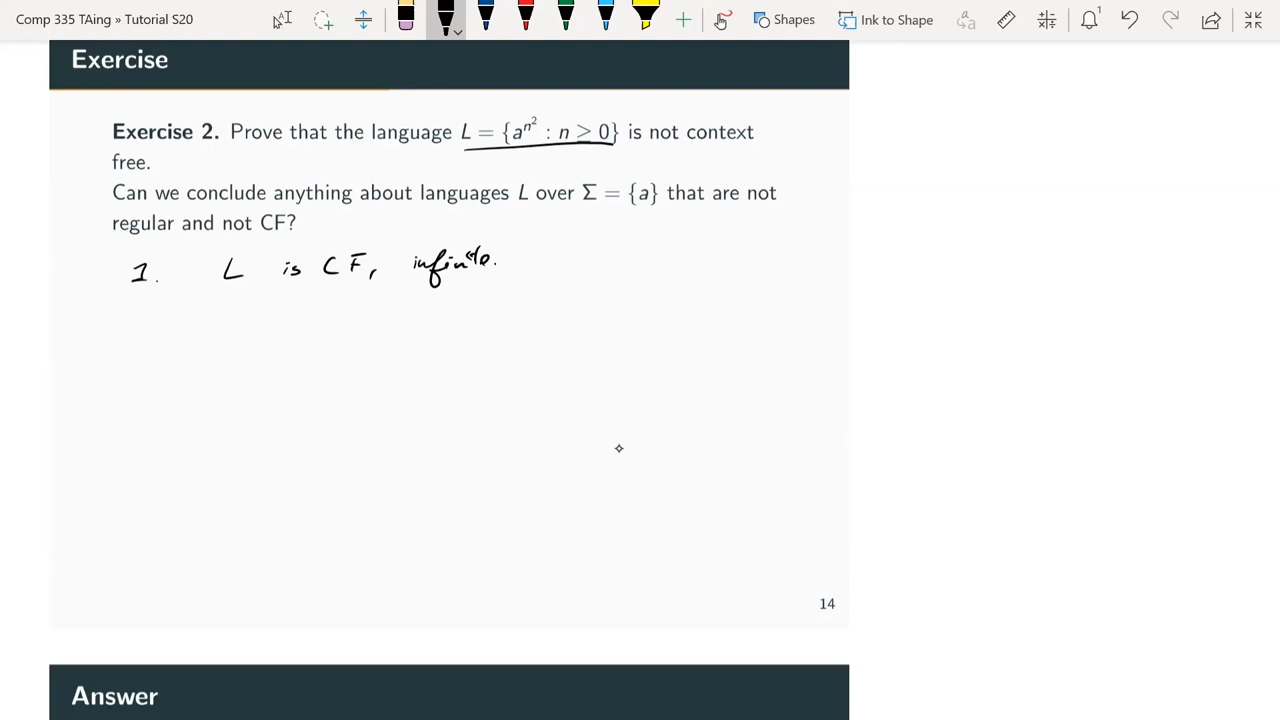 Comp 335 TAing » Tutorial S20
Shapes
Ink to Shape
1
Exercise
Exercise 2. Prove that the language L = {a^{n^2} : n ≥ 0} is not context
free.
Can we conclude anything about languages L over Σ = {a} that are not
regular and not CF?
1. L is CF, infinite.
14
Answer